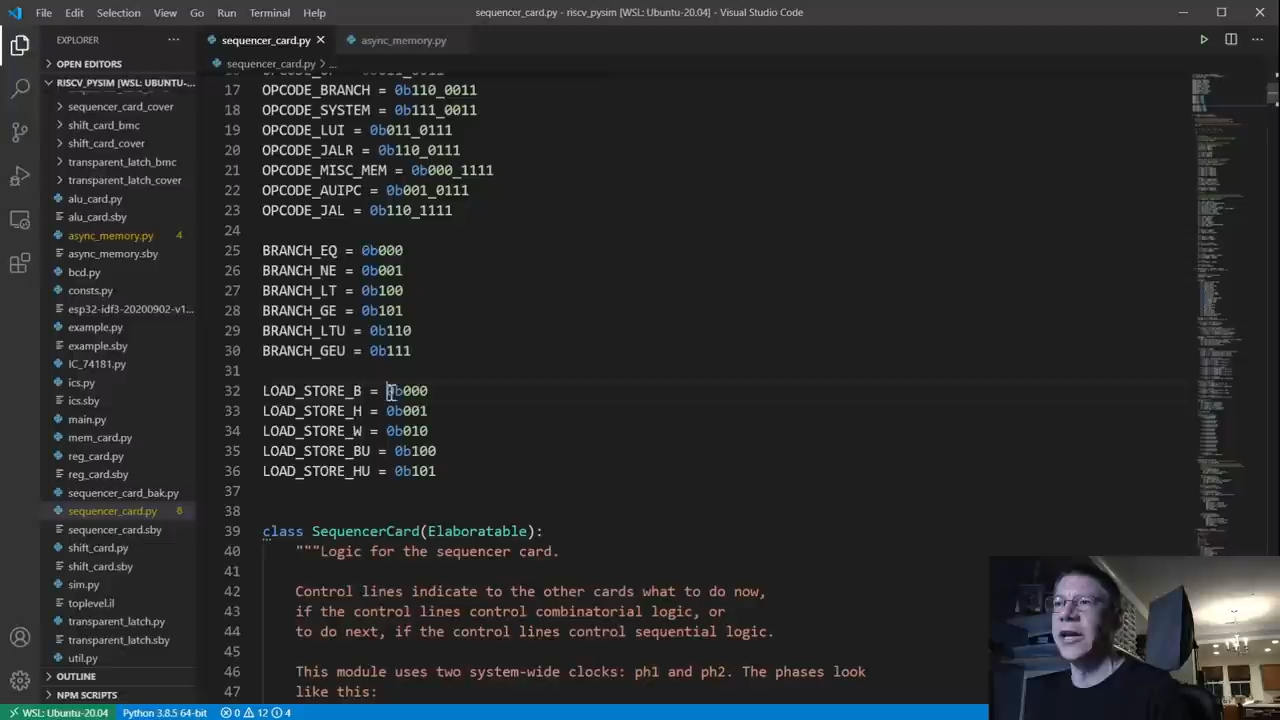 File Edit Selection View Go Run Terminal Help
sequencer_card.py - riscv_pysim [WSL: Ubuntu-20.04] - Visual Studio Code
EXPLORER
sequencer_card.py
async_memory.py
OPEN EDITORS
sequencer_card.py > ...
RISCV_PYSIM [WSL: UBUNTU-...
sequencer_card_cover
shift_card_bmc
shift_card_cover
transparent_latch_bmc
transparent_latch_cover
alu_card.py
alu_card.sby
async_memory.py 4
async_memory.sby
bcd.py
consts.py
esp32-idf3-20200902-v1...
example.py
example.sby
IC_74181.py
ics.py
ics.sby
main.py
mem_card.py
reg_card.py
reg_card.sby
sequencer_card_bak.py
sequencer_card.py 8
sequencer_card.sby
shift_card.py
shift_card.sby
sim.py
toplevel.il
transparent_latch.py
transparent_latch.sby
util.py
OUTLINE
NPM SCRIPTS
17 OPCODE_BRANCH = 0b110_0011
18 OPCODE_SYSTEM = 0b111_0011
19 OPCODE_LUI = 0b011_0111
20 OPCODE_JALR = 0b110_0111
21 OPCODE_MISC_MEM = 0b000_1111
22 OPCODE_AUIPC = 0b001_0111
23 OPCODE_JAL = 0b110_1111
24
25 BRANCH_EQ = 0b000
26 BRANCH_NE = 0b001
27 BRANCH_LT = 0b100
28 BRANCH_GE = 0b101
29 BRANCH_LTU = 0b110
30 BRANCH_GEU = 0b111
31
32 LOAD_STORE_B = 0b000
33 LOAD_STORE_H = 0b001
34 LOAD_STORE_W = 0b010
35 LOAD_STORE_BU = 0b100
36 LOAD_STORE_HU = 0b101
37
38
39 class SequencerCard(Elaboratable):
40 """Logic for the sequencer card.
41
42 Control lines indicate to the other cards what to do now,
43 if the control lines control combinatorial logic, or
44 to do next, if the control lines control sequential logic.
45
46 This module uses two system-wide clocks: ph1 and ph2. The phases look
47 like this:
WSL: Ubuntu-20.04 Python 3.8.5 64-bit 0 12 4